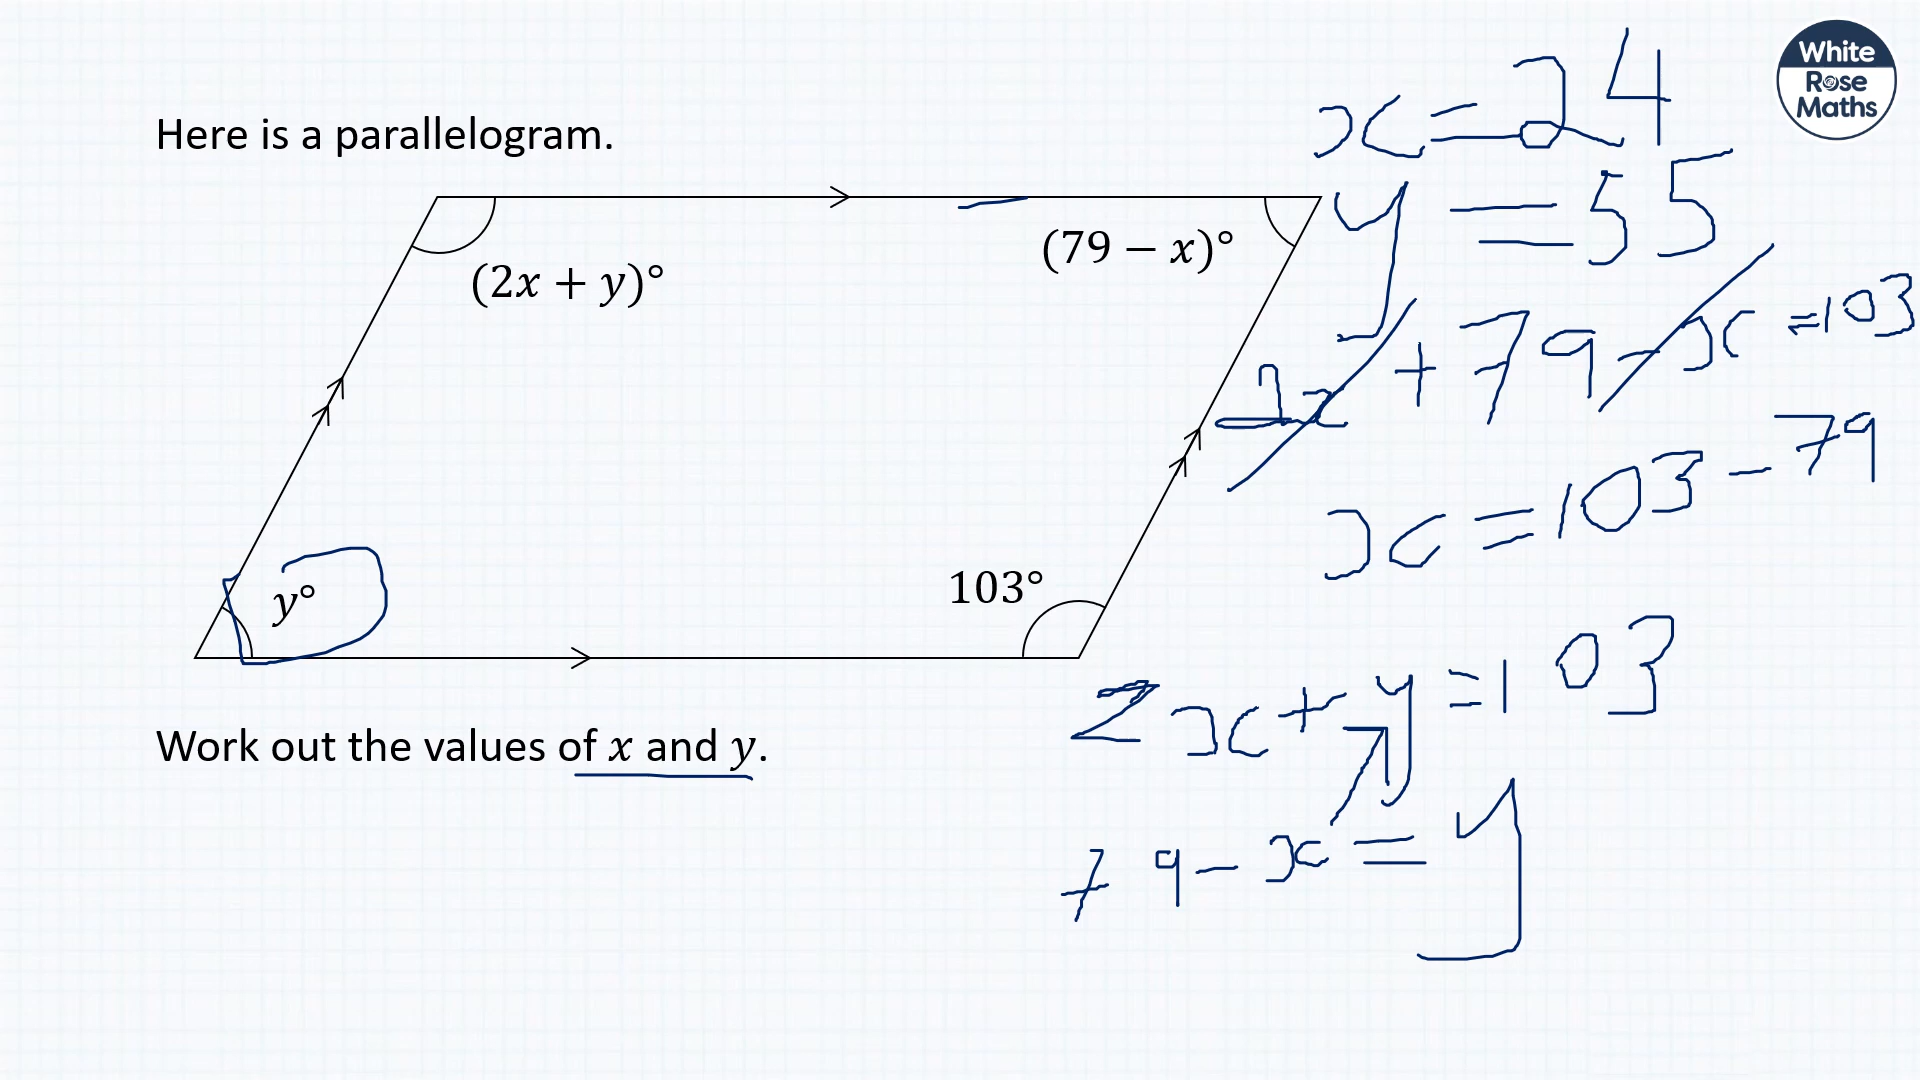 White
Rose
Maths
Here is a parallelogram.
(2x + y)°
(79 − x)°
y°
103°
Work out the values of x and y.
x = 24
y = 55
2x + 79 − x = 103
x = 103 − 79
2x + y = 103
79 − x = y